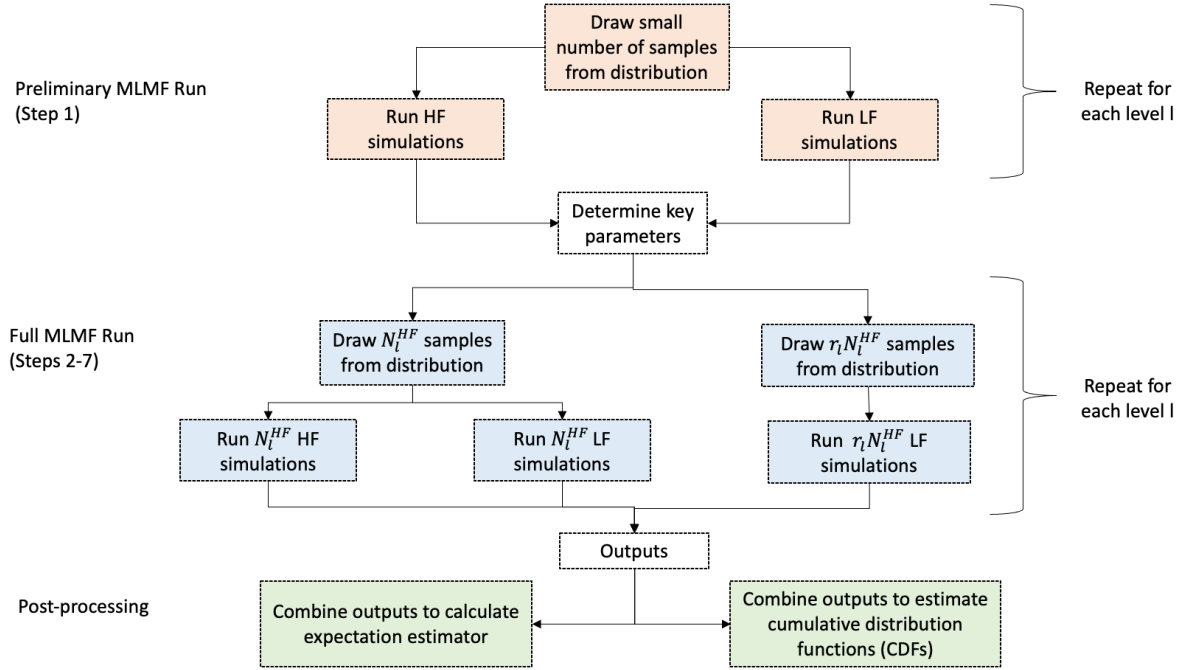 Draw small
number of samples
from distribution
Preliminary MLMF Run
(Step 1)
Run HF
simulations
Run LF
simulations
Repeat for
each level l
Determine key
parameters
Full MLMF Run
(Steps 2-7)
Draw $N_l^{HF}$ samples
from distribution
Draw $r_l N_l^{HF}$ samples
from distribution
Repeat for
each level l
Run $N_l^{HF}$ HF
simulations
Run $N_l^{HF}$ LF
simulations
Run $r_l N_l^{HF}$ LF
simulations
Outputs
Post-processing
Combine outputs to calculate
expectation estimator
Combine outputs to estimate
cumulative distribution
functions (CDFs)